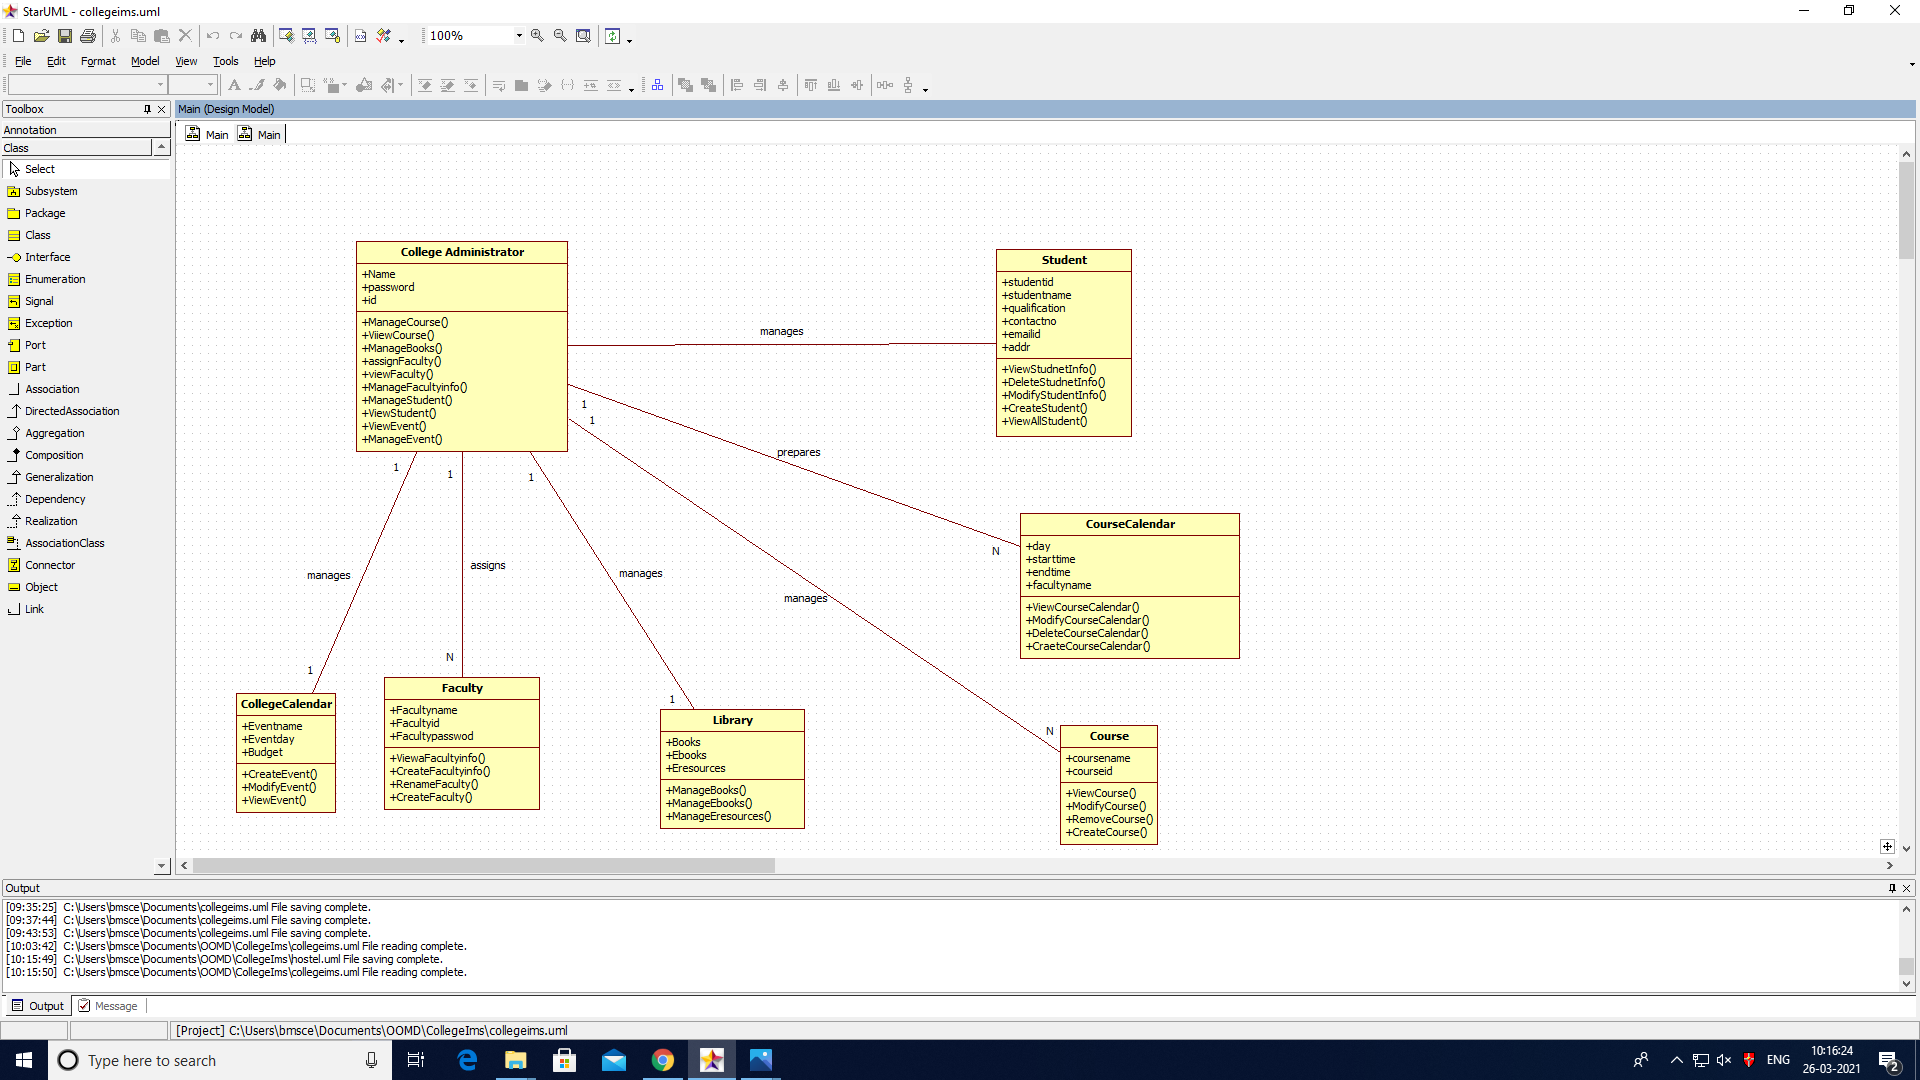 StarUML - collegeims.uml
100%
File Edit Format Model View Tools Help
Toolbox
Main (Design Model)
Annotation
Class
Main Main
Select
Subsystem
Package
Class
Interface
Enumeration
Signal
Exception
Port
Part
Association
DirectedAssociation
Aggregation
Composition
Generalization
Dependency
Realization
AssociationClass
Connector
Object
Link
College Administrator
+Name
+password
+id
+ManageCourse()
+ViiewCourse()
+ManageBooks()
+assignFaculty()
+viewFaculty()
+ManageFacultyinfo()
+ManageStudent()
+ViewStudent()
+ViewEvent()
+ManageEvent()
manages
Student
+studentid
+studentname
+qualification
+contactno
+emailid
+addr
+ViewStudnetInfo()
+DeleteStudnetInfo()
+ModifyStudentInfo()
+CreateStudent()
+ViewAllStudent()
1
1
prepares
N
1
1
1
manages
assigns
manages
manages
1
N
1
N
CourseCalendar
+day
+starttime
+endtime
+facultyname
+ViewCourseCalendar()
+ModifyCourseCalendar()
+DeleteCourseCalendar()
+CraeteCourseCalendar()
CollegeCalendar
+Eventname
+Eventday
+Budget
+CreateEvent()
+ModifyEvent()
+ViewEvent()
Faculty
+Facultyname
+Facultyid
+Facultypasswod
+ViewaFacultyinfo()
+CreateFacultyinfo()
+RenameFaculty()
+CreateFaculty()
Library
+Books
+Ebooks
+Eresources
+ManageBooks()
+ManageEbooks()
+ManageEresources()
Course
+coursename
+courseid
+ViewCourse()
+ModifyCourse()
+RemoveCourse()
+CreateCourse()
Output
[09:35:25] C:\Users\bmsce\Documents\collegeims.uml File saving complete.
[09:37:44] C:\Users\bmsce\Documents\collegeims.uml File saving complete.
[09:43:53] C:\Users\bmsce\Documents\collegeims.uml File saving complete.
[10:03:42] C:\Users\bmsce\Documents\OOMD\CollegeIms\collegeims.uml File reading complete.
[10:15:49] C:\Users\bmsce\Documents\OOMD\CollegeIms\hostel.uml File saving complete.
[10:15:50] C:\Users\bmsce\Documents\OOMD\CollegeIms\collegeims.uml File reading complete.
Output Message
[Project] C:\Users\bmsce\Documents\OOMD\CollegeIms\collegeims.uml
Type here to search
ENG
10:16:24
26-03-2021
2